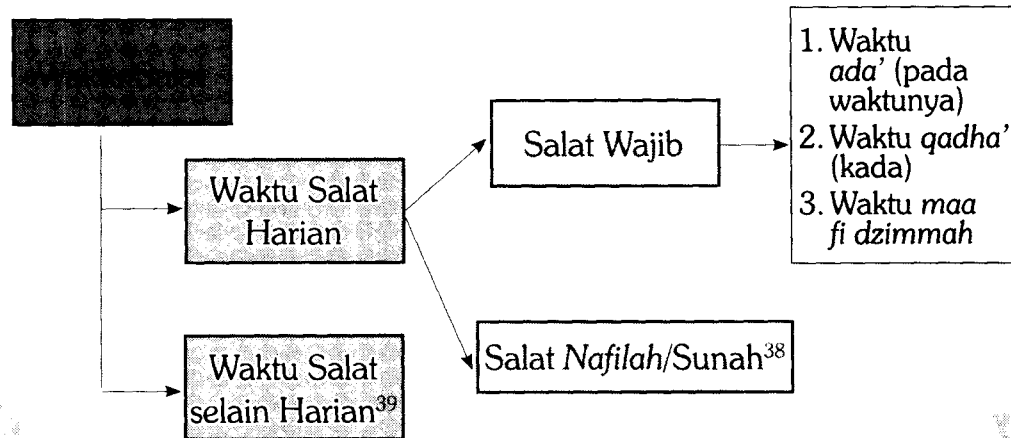 Waktu Salat
Harian
Waktu Salat
selain Harian³⁹
Salat Wajib
Salat Nafilah/Sunah³⁸
1. Waktu
ada’ (pada
waktunya)
2. Waktu qadha’
(kada)
3. Waktu maa
fi dzimmah